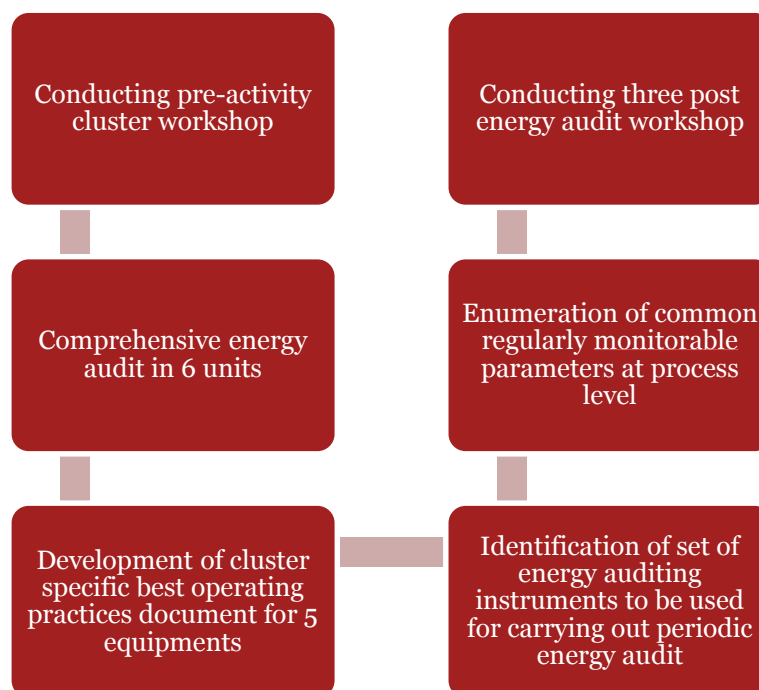 Conducting pre-activity
cluster workshop
Comprehensive energy
audit in 6 units
Development of cluster
specific best operating
practices document for 5
equipments
Identification of set of
energy auditing
instruments to be used
for carrying out periodic
energy audit
Enumeration of common
regularly monitorable
parameters at process
level
Conducting three post
energy audit workshop